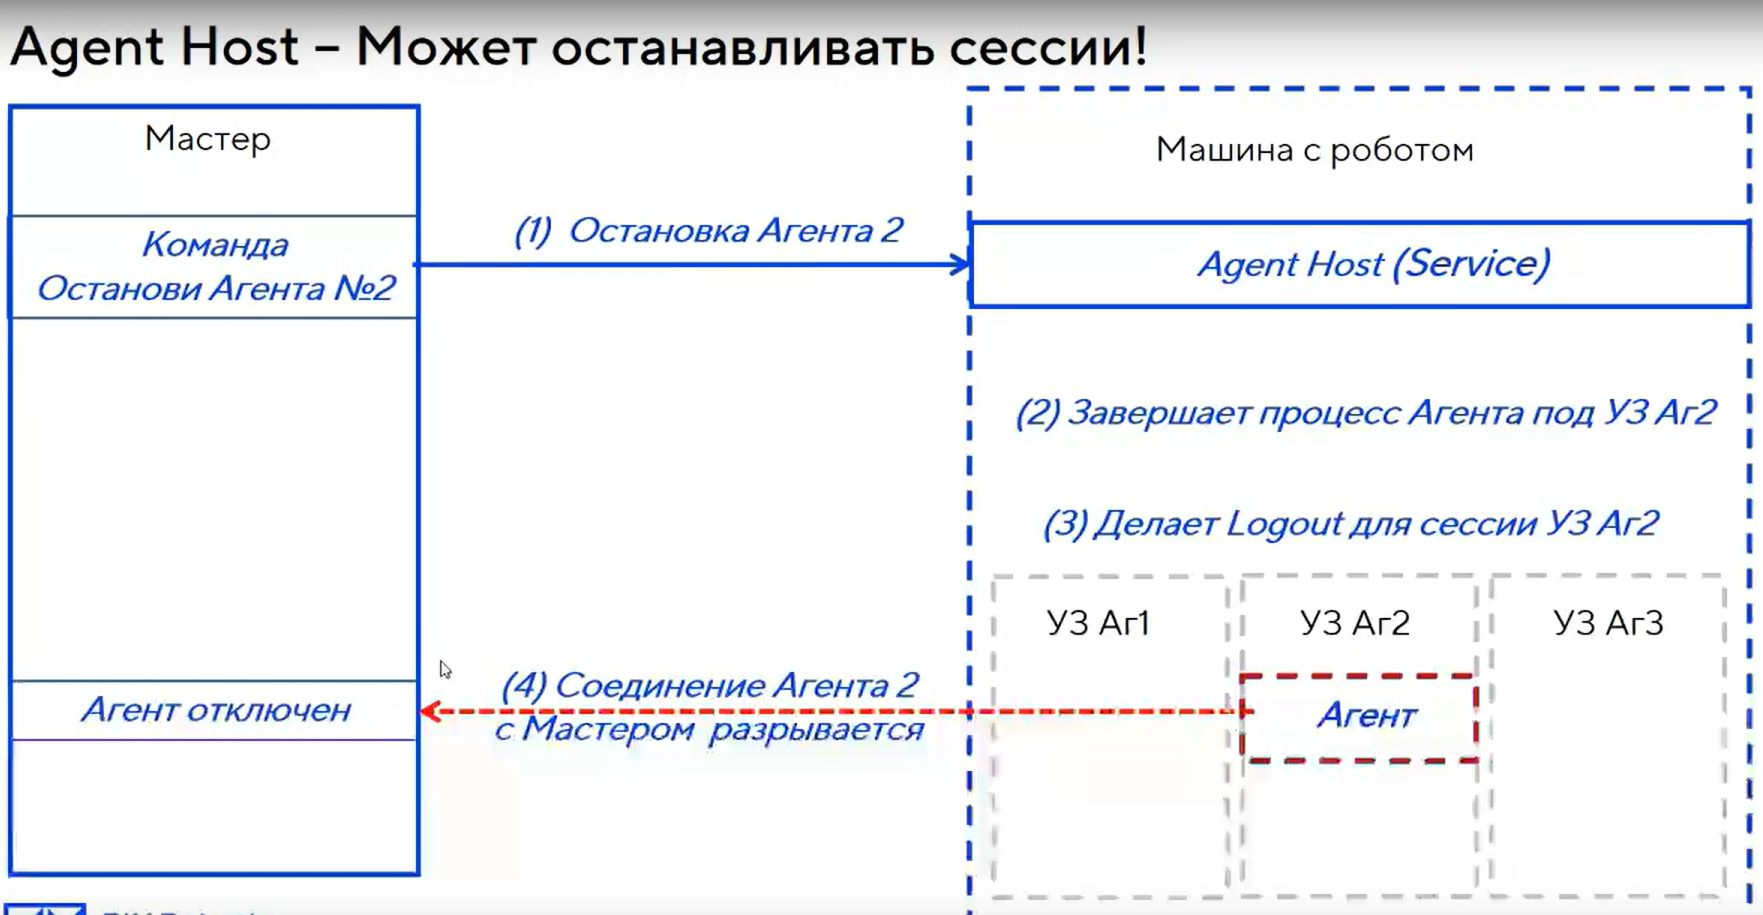 Agent Host – Может останавливать сессии!
Мастер
Машина с роботом
Команда
Останови Агента №2
(1) Остановка Агента 2
Agent Host (Service)
(2) Завершает процесс Агента под УЗ Аг2
(3) Делает Logout для сессии УЗ Аг2
УЗ Аг1
УЗ Аг2
УЗ Аг3
Агент отключен
(4) Соединение Агента 2
с Мастером разрывается
Агент